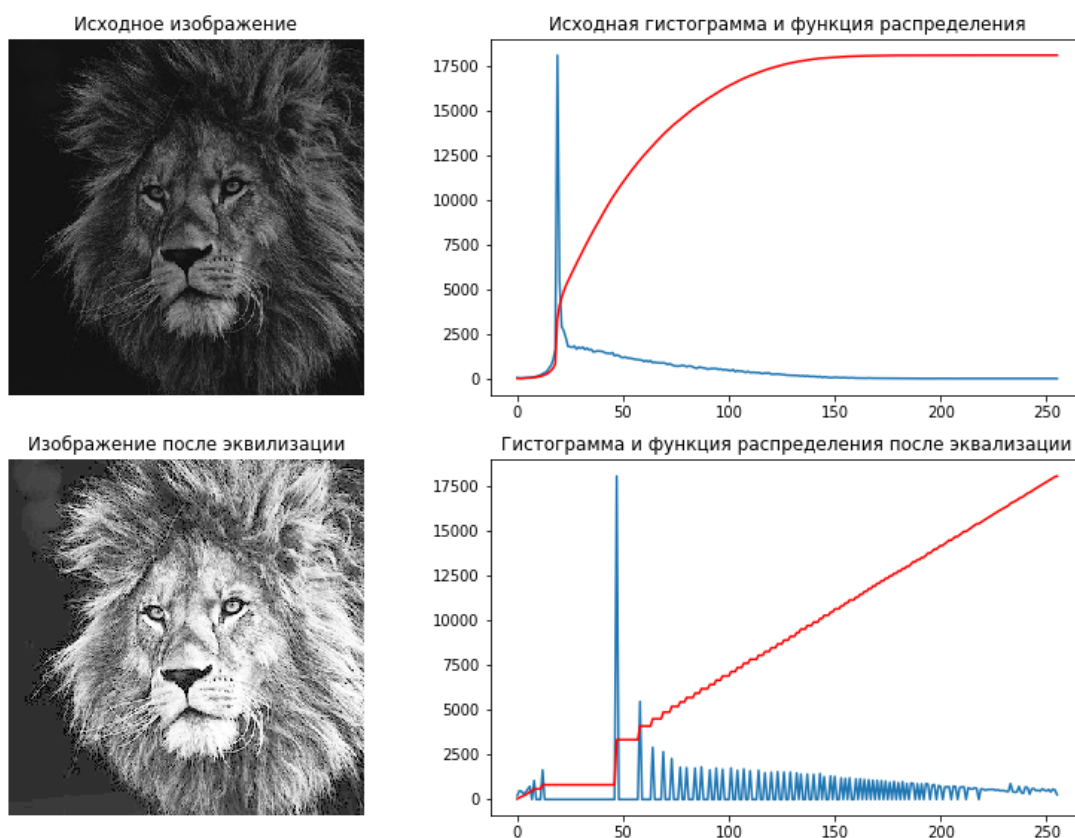 Исходное изображение
Исходная гистограмма и функция распределения
17500
15000
12500
10000
7500
5000
2500
0
0 50 100 150 200 250
Изображение после эквилизации
Гистограмма и функция распределения после эквализации
17500
15000
12500
10000
7500
5000
2500
0
0 50 100 150 200 250